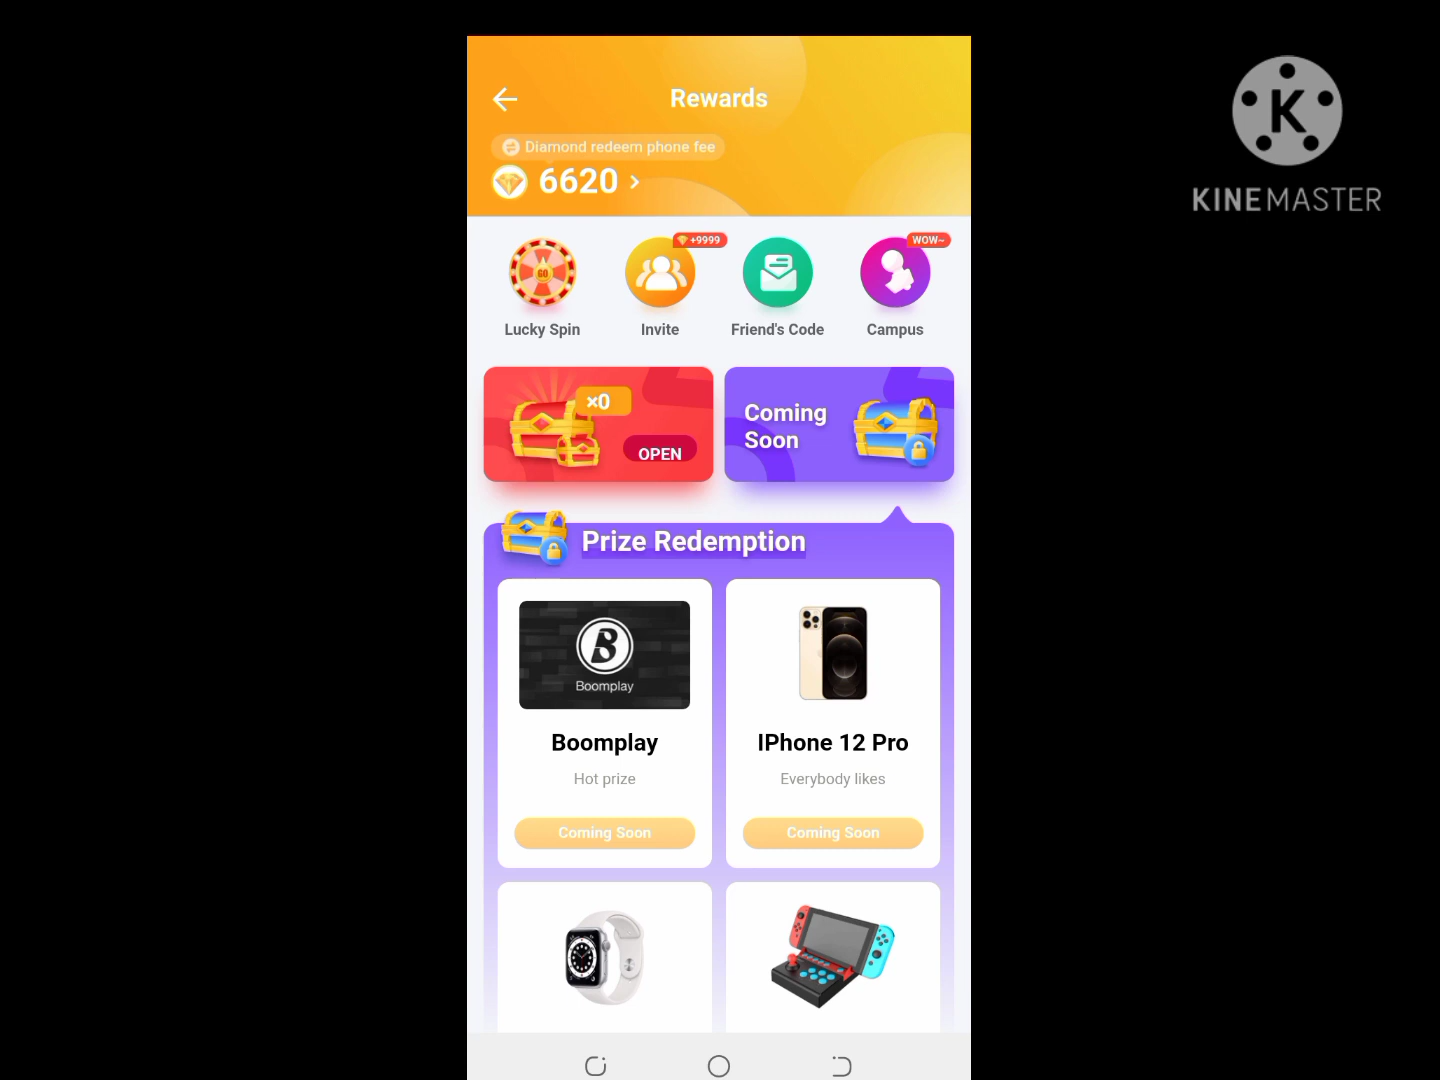 Rewards
Diamond redeem phone fee
6620
KINEMASTER
GO
+9999
WOW~
Lucky Spin
Invite
Friend's Code
Campus
×0
OPEN
Coming
Soon
Prize Redemption
Boomplay
Boomplay
Hot prize
Coming Soon
IPhone 12 Pro
Everybody likes
Coming Soon